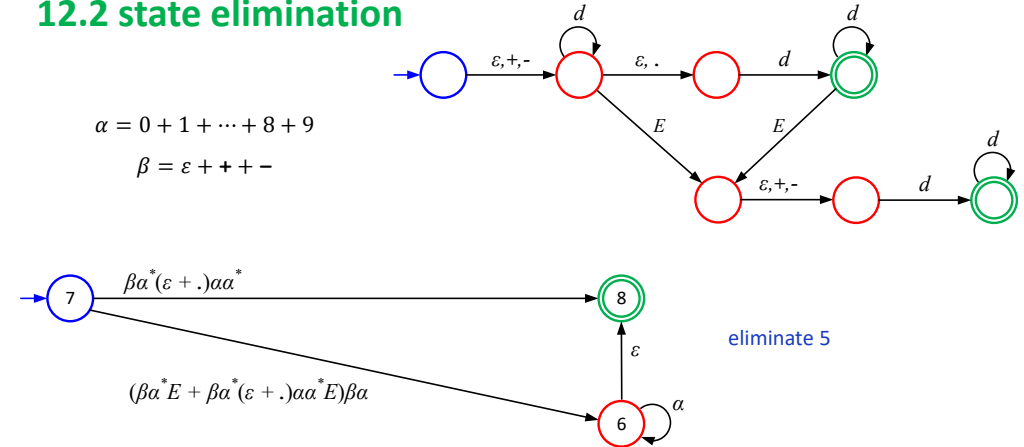 12.2 state elimination
d
d
ε,+,-
ε, .
d
α = 0 + 1 + ⋯ + 8 + 9
E
E
β = ε + + + −
d
ε,+,-
d
7
βα*(ε + .)αα*
8
eliminate 5
ε
(βα*E + βα*(ε + .)αα*E)βα
α
6